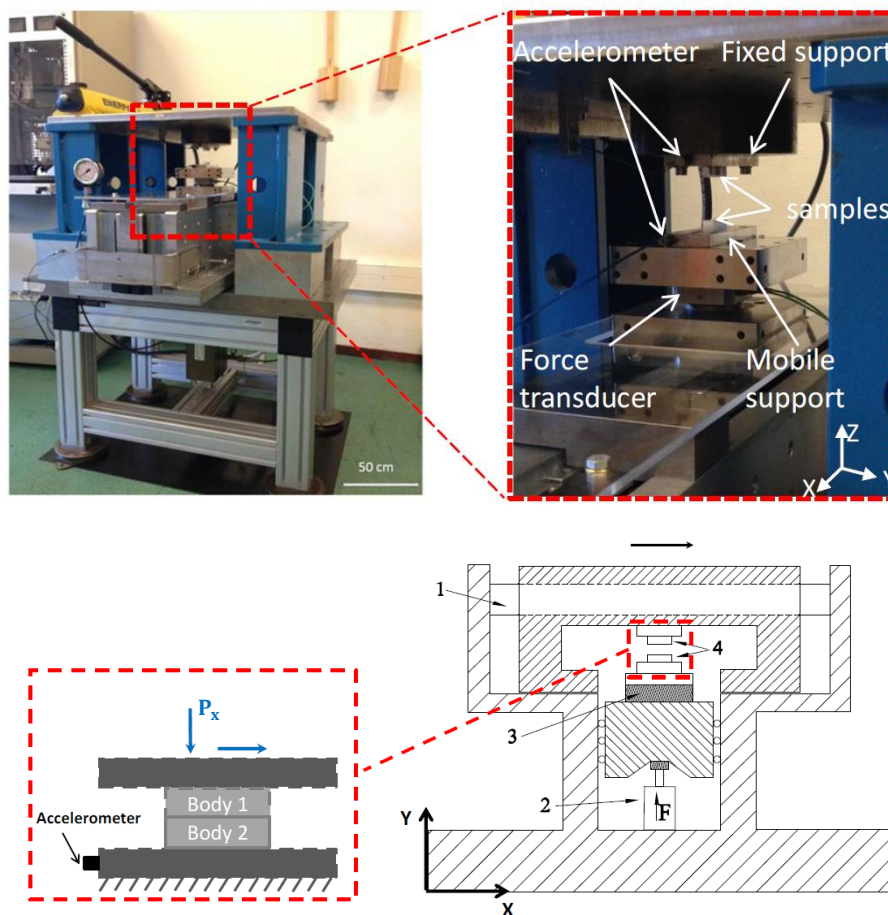 ENERPAC
50 cm
Accelerometer
Fixed support
samples
Force
transducer
Mobile
support
Z
X
Y
1
4
3
2
F
Y
X
Pₓ
Body 1
Body 2
Accelerometer